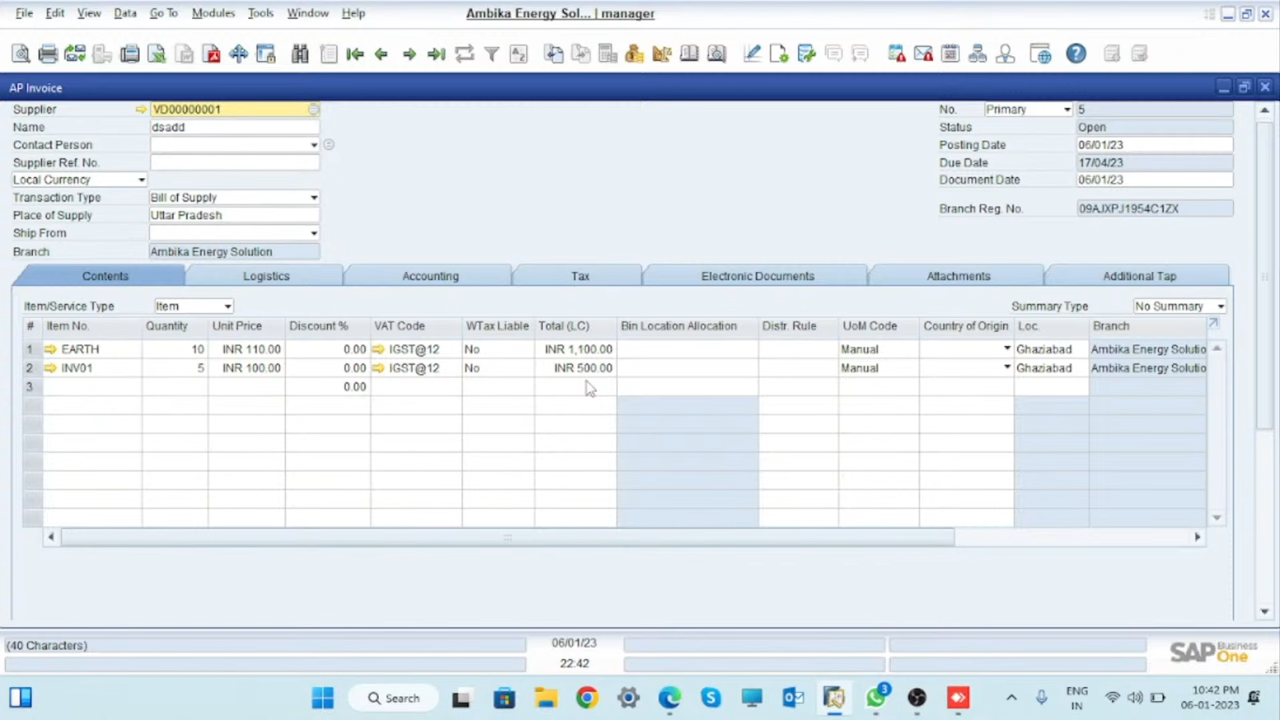 File Edit View Data Go To Modules Tools Window Help Ambika Energy Sol... | manager
AP Invoice
Supplier VD00000001 No. Primary 5
Name dsadd Status Open
Contact Person Posting Date 06/01/23
Supplier Ref. No. Due Date 17/04/23
Local Currency Document Date 06/01/23
Transaction Type Bill of Supply
Place of Supply Uttar Pradesh Branch Reg. No. 09AJXPJ1954C1ZX
Ship From
Branch Ambika Energy Solution
Contents Logistics Accounting Tax Electronic Documents Attachments Additional Tap
Item/Service Type Item Summary Type No Summary
# Item No. Quantity Unit Price Discount % VAT Code WTax Liable Total (LC) Bin Location Allocation Distr. Rule UoM Code Country of Origin Loc. Branch
1 EARTH 10 INR 110.00 0.00 IGST@12 No INR 1,100.00 Manual Ghaziabad Ambika Energy Solutio
2 INV01 5 INR 100.00 0.00 IGST@12 No INR 500.00 Manual Ghaziabad Ambika Energy Solutio
3 0.00
(40 Characters) 06/01/23
22:42
SAP Business One
Search 3 ENG IN 10:42 PM 06-01-2023